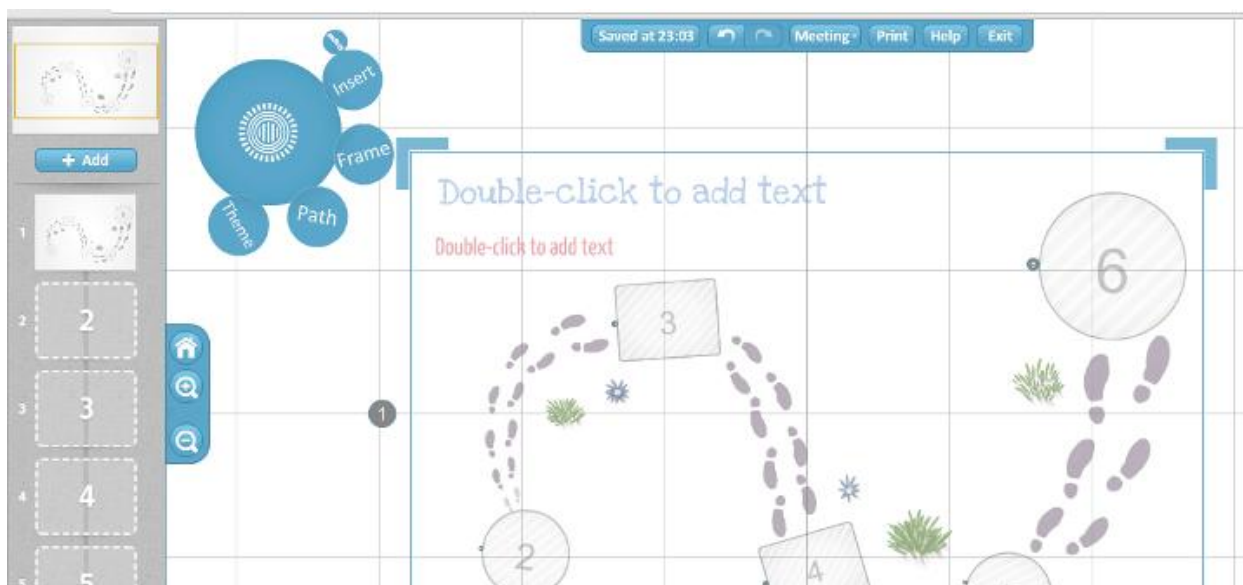 Saved at 23:03 Meeting Print Help Exit
Insert
Frame
Path
Theme
+ Add
1
2 2
3 3
4 4
5 5
Double-click to add text
Double-click to add text
1
6
3
2
4